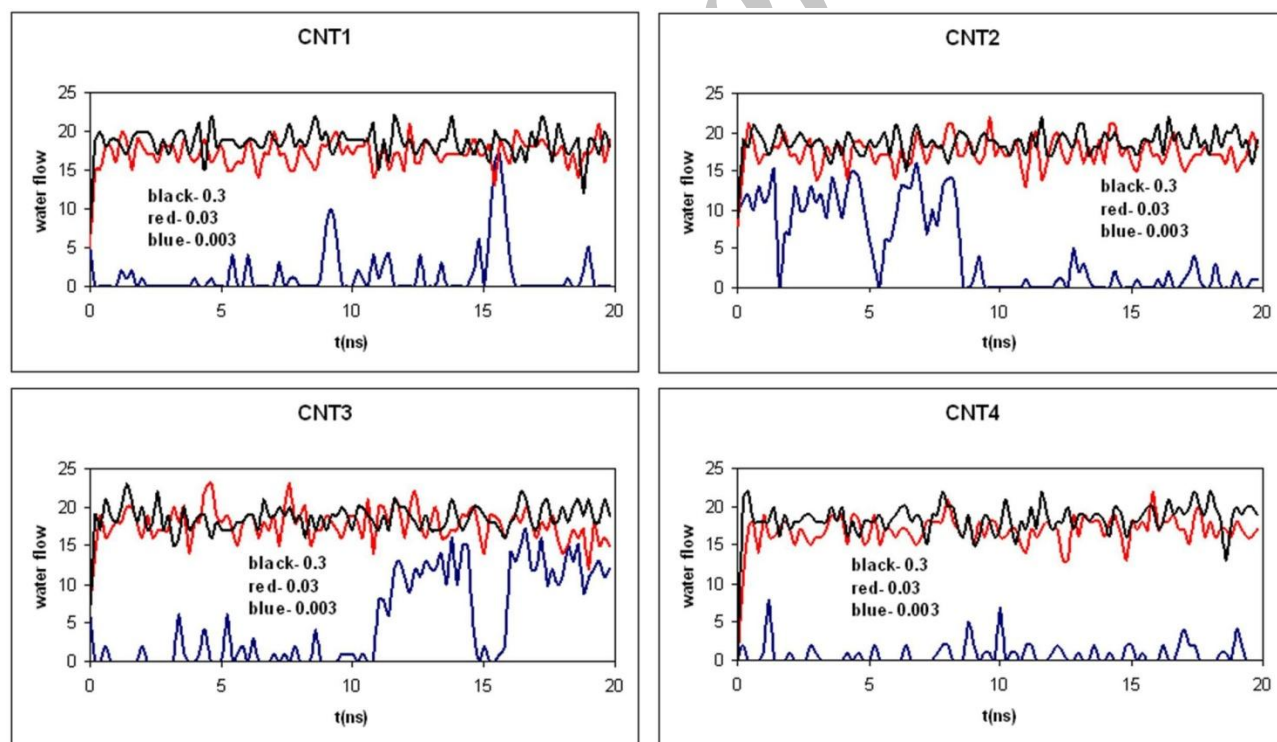 CNT1
25
20
15
10
5
0
water flow
black- 0.3
red- 0.03
blue- 0.003
0 5 10 15 20
t(ns)
CNT2
25
20
15
10
5
0
water flow
black- 0.3
red- 0.03
blue- 0.003
0 5 10 15 20
t(ns)
CNT3
25
20
15
10
5
0
water flow
black- 0.3
red- 0.03
blue- 0.003
0 5 10 15 20
t(ns)
CNT4
25
20
15
10
5
0
water flow
black- 0.3
red- 0.03
blue- 0.003
0 5 10 15 20
t(ns)